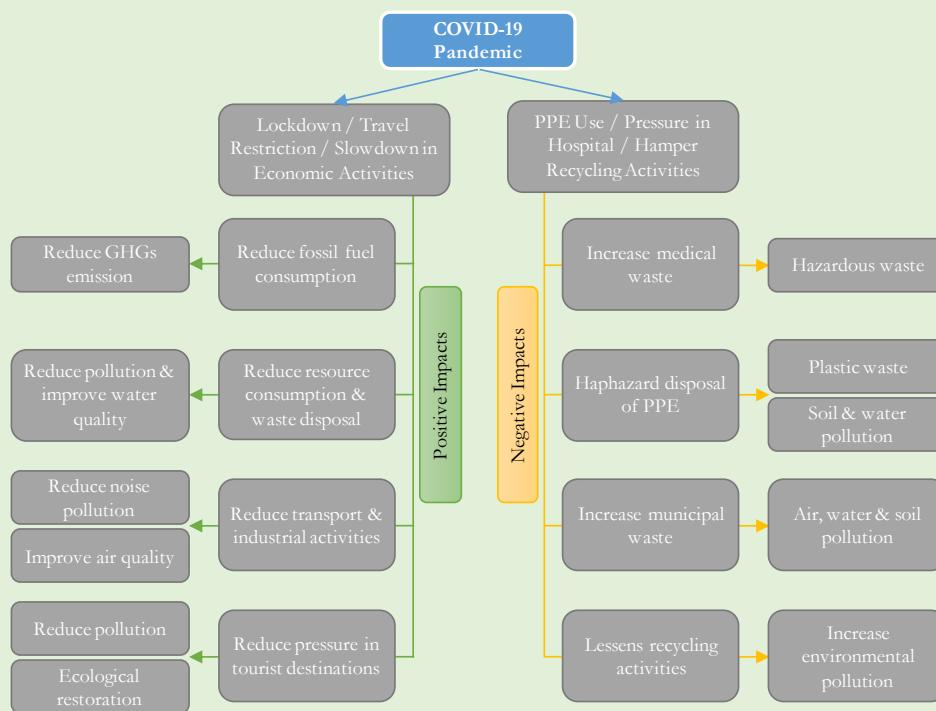 COVID-19
Pandemic
Lockdown / Travel
Restriction / Slowdown in
Economic Activities
PPE Use / Pressure in
Hospital / Hamper
Recycling Activities
Reduce GHGs
emission
Reduce fossil fuel
consumption
Increase medical
waste
Hazardous waste
Reduce pollution &
improve water
quality
Reduce resource
consumption &
waste disposal
Positive Impacts
Negative Impacts
Haphazard disposal
of PPE
Plastic waste
Soil & water
pollution
Reduce noise
pollution
Improve air quality
Reduce transport &
industrial activities
Increase municipal
waste
Air, water & soil
pollution
Reduce pollution
Ecological
restoration
Reduce pressure in
tourist destinations
Lessens recycling
activities
Increase
environmental
pollution